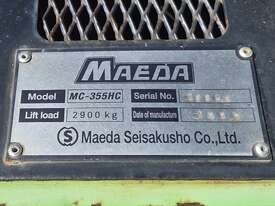 MAEDA
Model MC-355HC Serial No.
Lift load 2900 kg Date of manufacture
S Maeda Seisakusho Co.,Ltd.